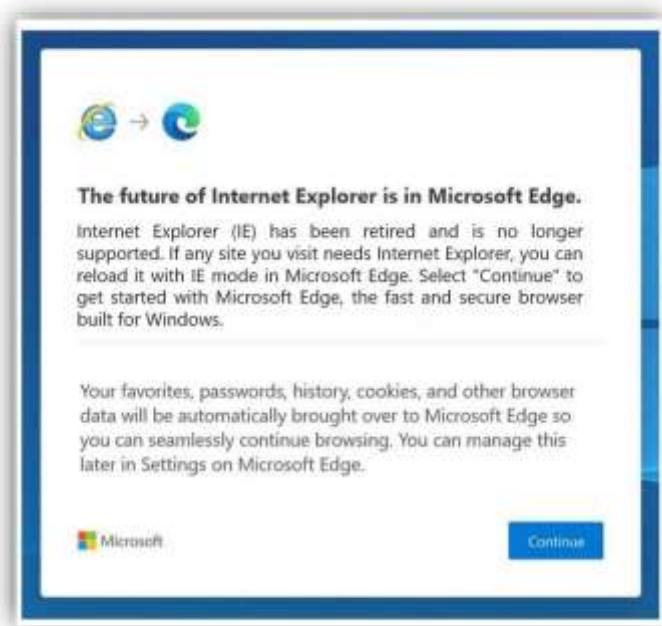 The future of Internet Explorer is in Microsoft Edge.
Internet Explorer (IE) has been retired and is no longer
supported. If any site you visit needs Internet Explorer, you can
reload it with IE mode in Microsoft Edge. Select "Continue" to
get started with Microsoft Edge, the fast and secure browser
built for Windows.
Your favorites, passwords, history, cookies, and other browser
data will be automatically brought over to Microsoft Edge so
you can seamlessly continue browsing. You can manage this
later in Settings on Microsoft Edge.
Microsoft
Continue